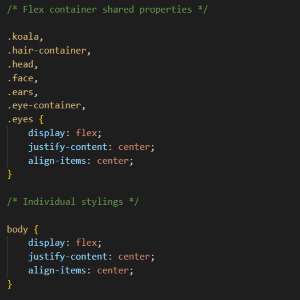 /* Flex container shared properties */
.koala,
.hair-container,
.head,
.face,
.ears,
.eye-container,
.eyes {
display: flex;
justify-content: center;
align-items: center;
}
/* Individual stylings */
body {
display: flex;
justify-content: center;
align-items: center;
}